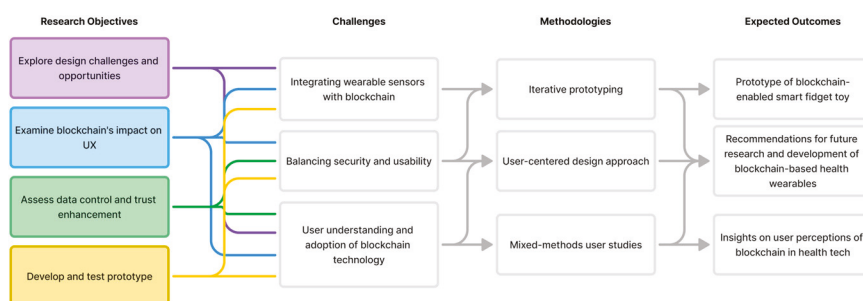 Research Objectives
Challenges
Methodologies
Expected Outcomes
Explore design challenges and
opportunities
Examine blockchain's impact on
UX
Assess data control and trust
enhancement
Develop and test prototype
Integrating wearable sensors
with blockchain
Balancing security and usability
User understanding and
adoption of blockchain
technology
Iterative prototyping
User-centered design approach
Mixed-methods user studies
Prototype of blockchain-
enabled smart fidget toy
Recommendations for future
research and development of
blockchain-based health
wearables
Insights on user perceptions of
blockchain in health tech